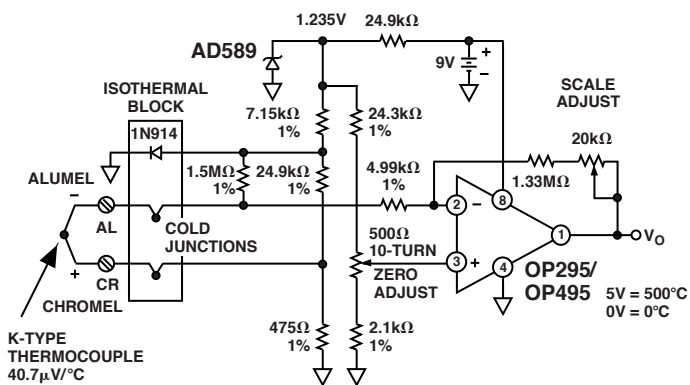 1.235V
24.9kΩ
AD589
9V
+
−
ISOTHERMAL
BLOCK
SCALE
ADJUST
1N914
7.15kΩ
1%
24.3kΩ
1%
20kΩ
1.5MΩ
1%
24.9kΩ
1%
4.99kΩ
1%
1.33MΩ
ALUMEL
−
AL
COLD
JUNCTIONS
500Ω
10-TURN
ZERO
ADJUST
2
−
8
1
VO
3
+
4
OP295/
OP495
5V = 500°C
0V = 0°C
+
CR
CHROMEL
475Ω
1%
2.1kΩ
1%
K-TYPE
THERMOCOUPLE
40.7μV/°C